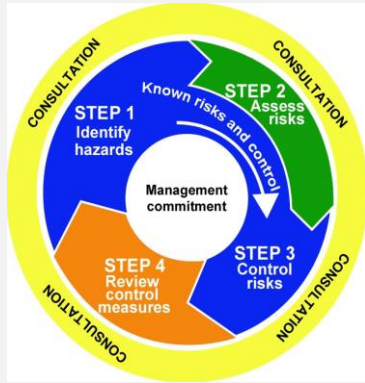 CONSULTATION
CONSULTATION
STEP 1
Identify
hazards
STEP 2
Assess
risks
Known risks and control
Management
commitment
STEP 3
Control
risks
STEP 4
Review
control
measures
CONSULTATION
CONSULTATION